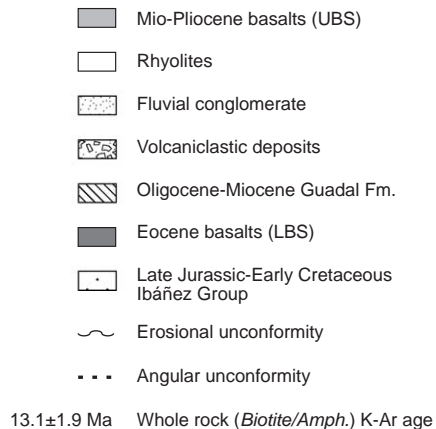 Mio-Pliocene basalts (UBS)
Rhyolites
Fluvial conglomerate
Volcaniclastic deposits
Oligocene-Miocene Guadal Fm.
Eocene basalts (LBS)
Late Jurassic-Early Cretaceous
Ibáñez Group
Erosional unconformity
Angular unconformity
13.1±1.9 Ma Whole rock (Biotite/Amph.) K-Ar age